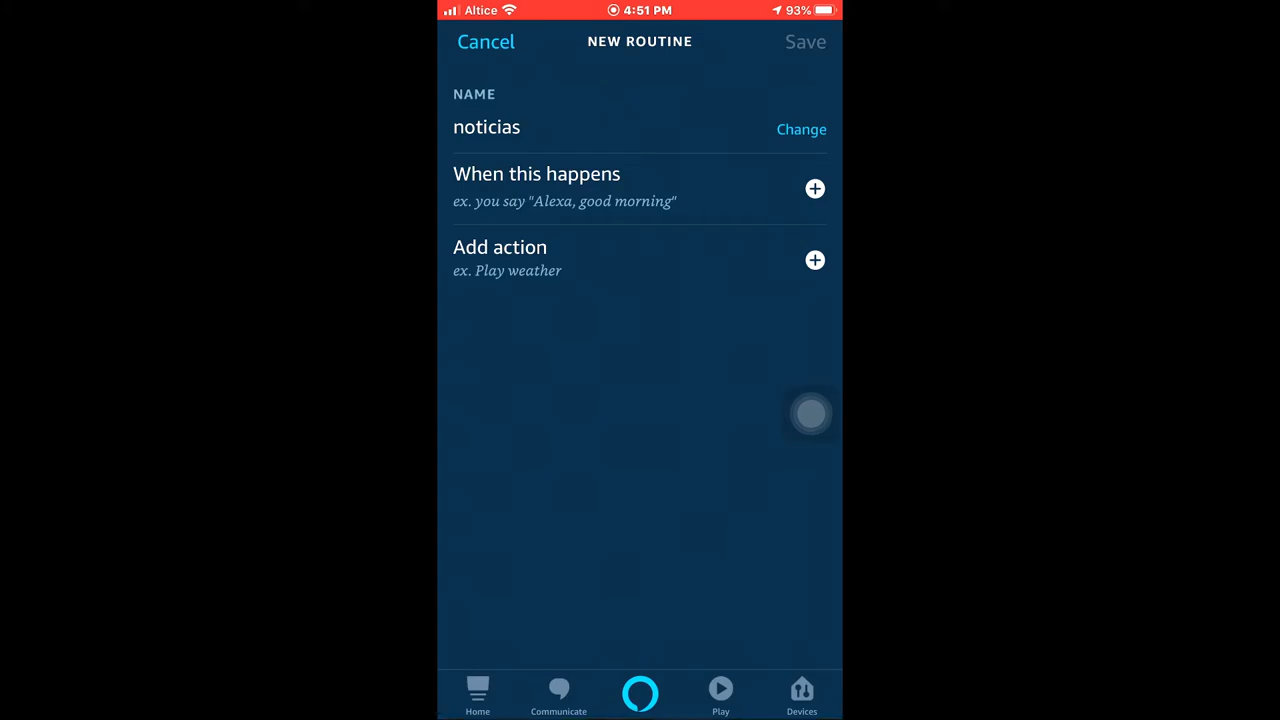 Altice 4:51 PM 93%
Cancel NEW ROUTINE Save
NAME
noticias Change
When this happens
ex. you say "Alexa, good morning"
Add action
ex. Play weather
Home Communicate Play Devices